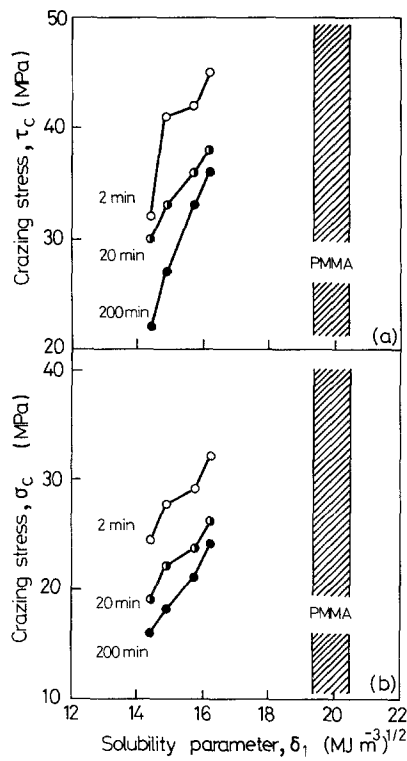 50
40
30
20
Crazing stress, τc (MPa)
2 min
20 min
200min
PMMA
(a)
40
30
20
10
Crazing stress, σc (MPa)
2 min
20 min
200 min
PMMA
(b)
12 14 16 18 20 22
Solubility parameter, δ1 (MJ m-3)1/2